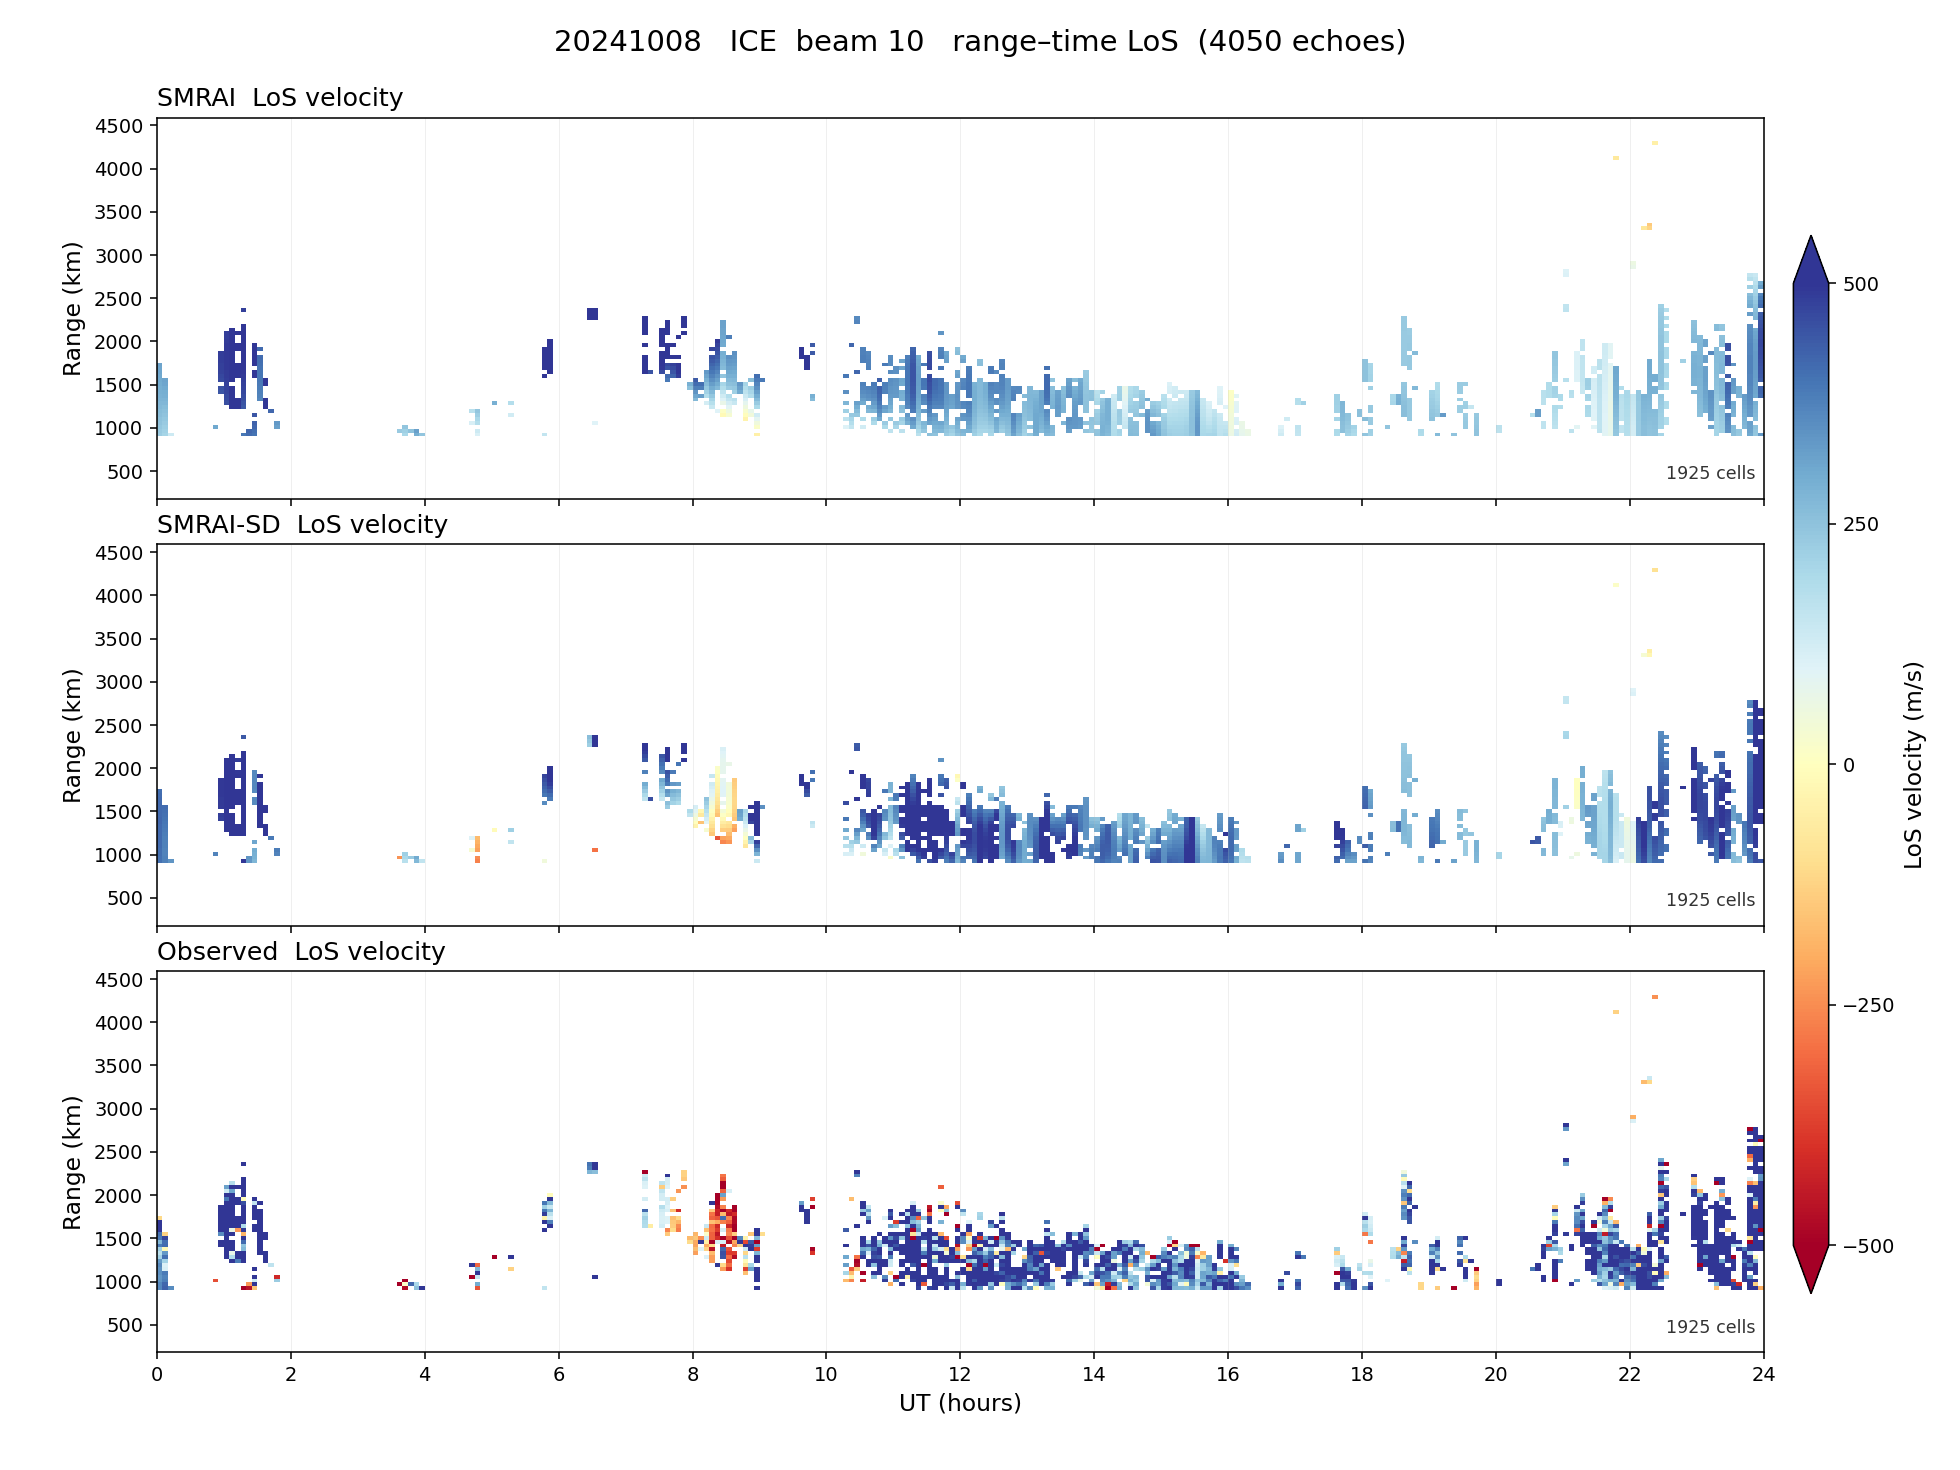 20241008   ICE  beam 10   range–time LoS  (4050 echoes)
SMRAI  LoS velocity
4500
4000
3500
3000
2500
2000
1500
1000
500
Range (km)
1925 cells
SMRAI-SD  LoS velocity
4500
4000
3500
3000
2500
2000
1500
1000
500
Range (km)
1925 cells
Observed  LoS velocity
4500
4000
3500
3000
2500
2000
1500
1000
500
Range (km)
1925 cells
0 2 4 6 8 10 12 14 16 18 20 22 24
UT (hours)
500
250
0
−250
−500
LoS velocity (m/s)